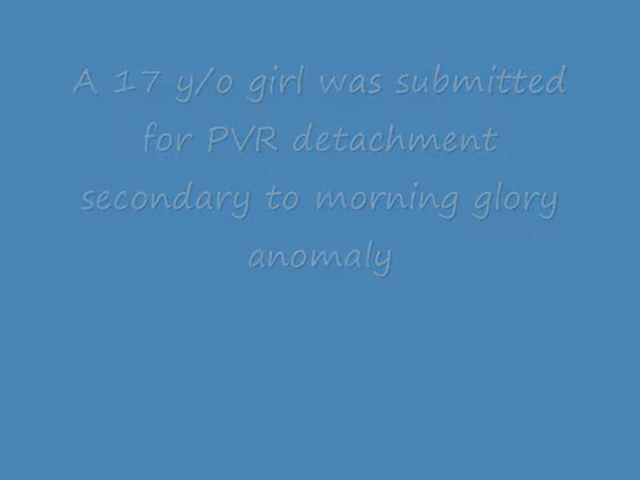 A 17 y/o girl was submitted
for PVR detachment
secondary to morning glory
anomaly